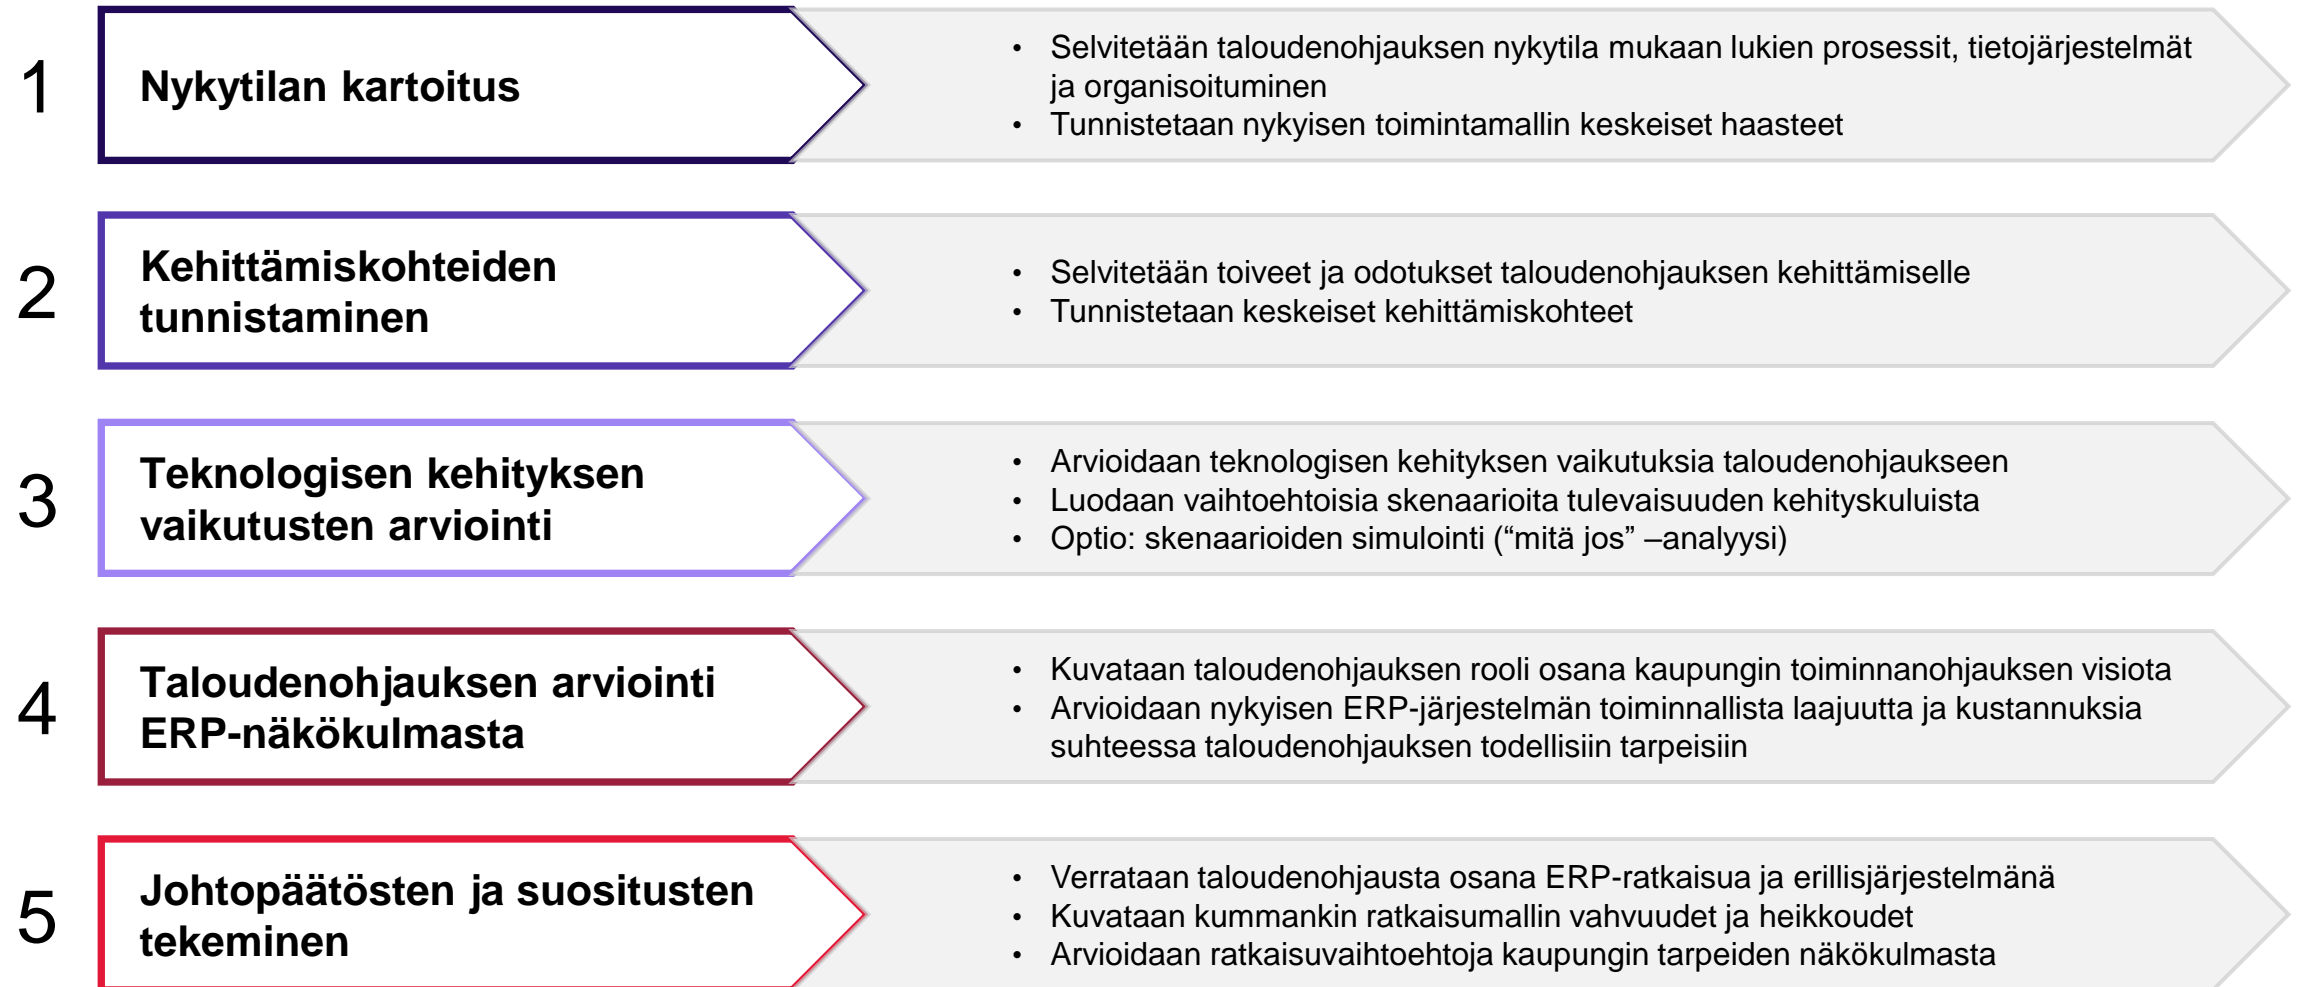 1
Nykytilan kartoitus
• Selvitetään taloudenohjauksen nykytila mukaan lukien prosessit, tietojärjestelmät
ja organisoituminen
• Tunnistetaan nykyisen toimintamallin keskeiset haasteet
2
Kehittämiskohteiden
tunnistaminen
• Selvitetään toiveet ja odotukset taloudenohjauksen kehittämiselle
• Tunnistetaan keskeiset kehittämiskohteet
3
Teknologisen kehityksen
vaikutusten arviointi
• Arvioidaan teknologisen kehityksen vaikutuksia taloudenohjaukseen
• Luodaan vaihtoehtoisia skenaarioita tulevaisuuden kehityskuluista
• Optio: skenaarioiden simulointi (“mitä jos” –analyysi)
4
Taloudenohjauksen arviointi
ERP-näkökulmasta
• Kuvataan taloudenohjauksen rooli osana kaupungin toiminnanohjauksen visiota
• Arvioidaan nykyisen ERP-järjestelmän toiminnallista laajuutta ja kustannuksia
suhteessa taloudenohjauksen todellisiin tarpeisiin
5
Johtopäätösten ja suositusten
tekeminen
• Verrataan taloudenohjausta osana ERP-ratkaisua ja erillisjärjestelmänä
• Kuvataan kummankin ratkaisumallin vahvuudet ja heikkoudet
• Arvioidaan ratkaisuvaihtoehtoja kaupungin tarpeiden näkökulmasta